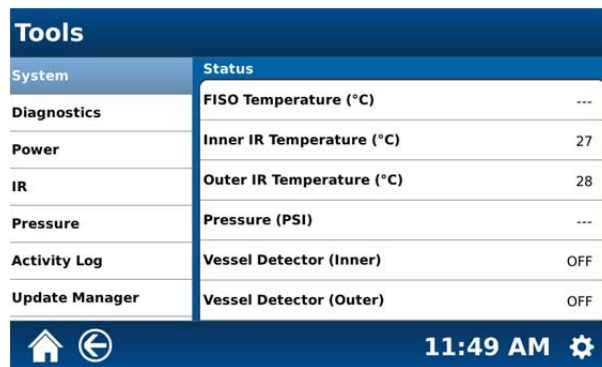 Tools
System
Diagnostics
Power
IR
Pressure
Activity Log
Update Manager
Status
FISO Temperature (°C) ---
Inner IR Temperature (°C) 27
Outer IR Temperature (°C) 28
Pressure (PSI) ---
Vessel Detector (Inner) OFF
Vessel Detector (Outer) OFF
11:49 AM